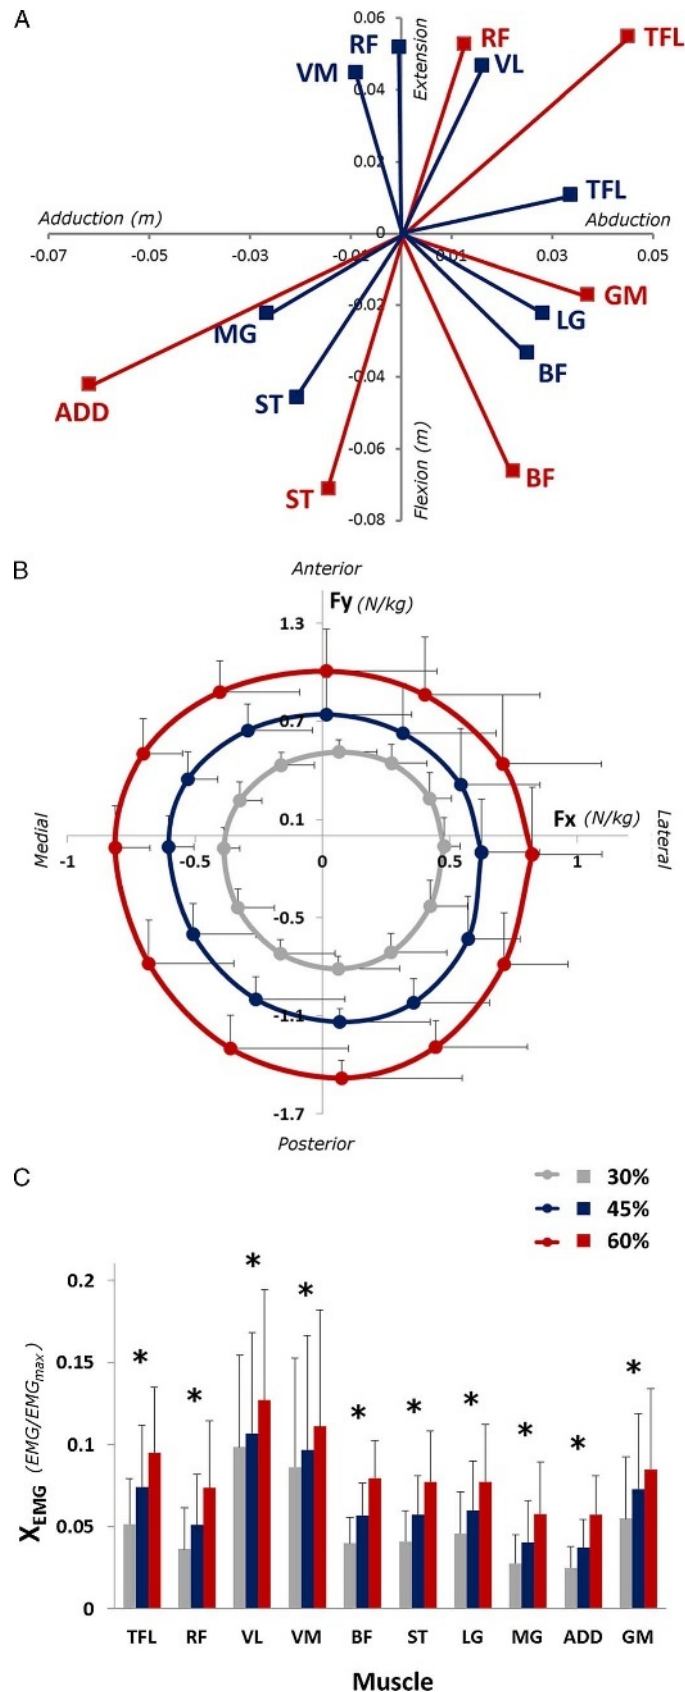 A
0.06
RF
RF
TFL
VM
VL
Extension
0.04
0.02
TFL
Adduction (m)
0
Abduction
-0.07
-0.05
-0.03
-0.01
0.01
0.03
0.05
-0.02
GM
MG
LG
-0.04
BF
ST
ADD
-0.06
Flexion (m)
BF
ST
-0.08
B
Anterior
Fy (N/kg)
1.3
0.7
0.1
Fx (N/kg)
Medial
Lateral
-1
-0.5
0
0.5
1
-0.5
-1.1
-1.7
Posterior
C
30%
45%
60%
0.2
0.15
0.1
0.05
0
XEMG (EMG/EMGmax)
* * * * * * * * * *
TFL RF VL VM BF ST LG MG ADD GM
Muscle